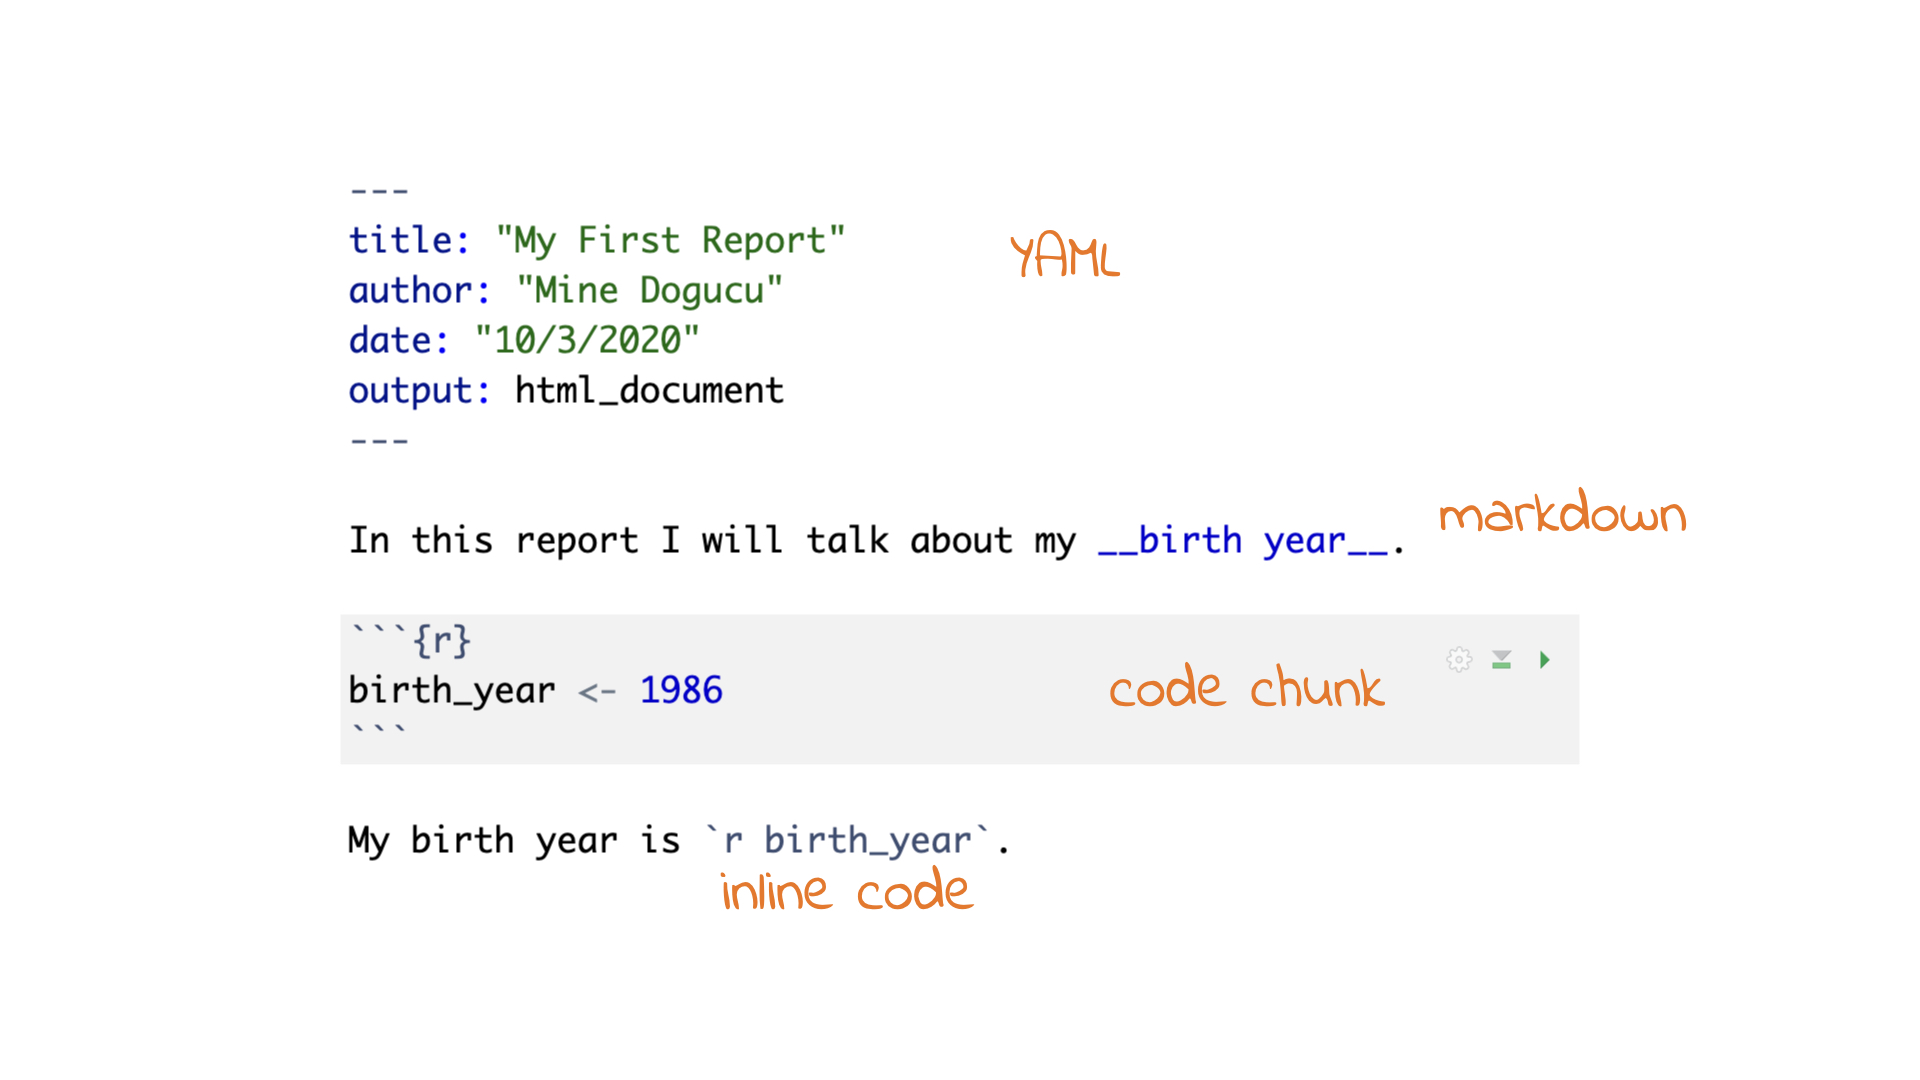 ---
title: "My First Report"
YAML
author: "Mine Dogucu"
date: "10/3/2020"
output: html_document
---
In this report I will talk about my __birth year__.
markdown
```{r}
birth_year <- 1986
code chunk
```
My birth year is `r birth_year`.
inline code